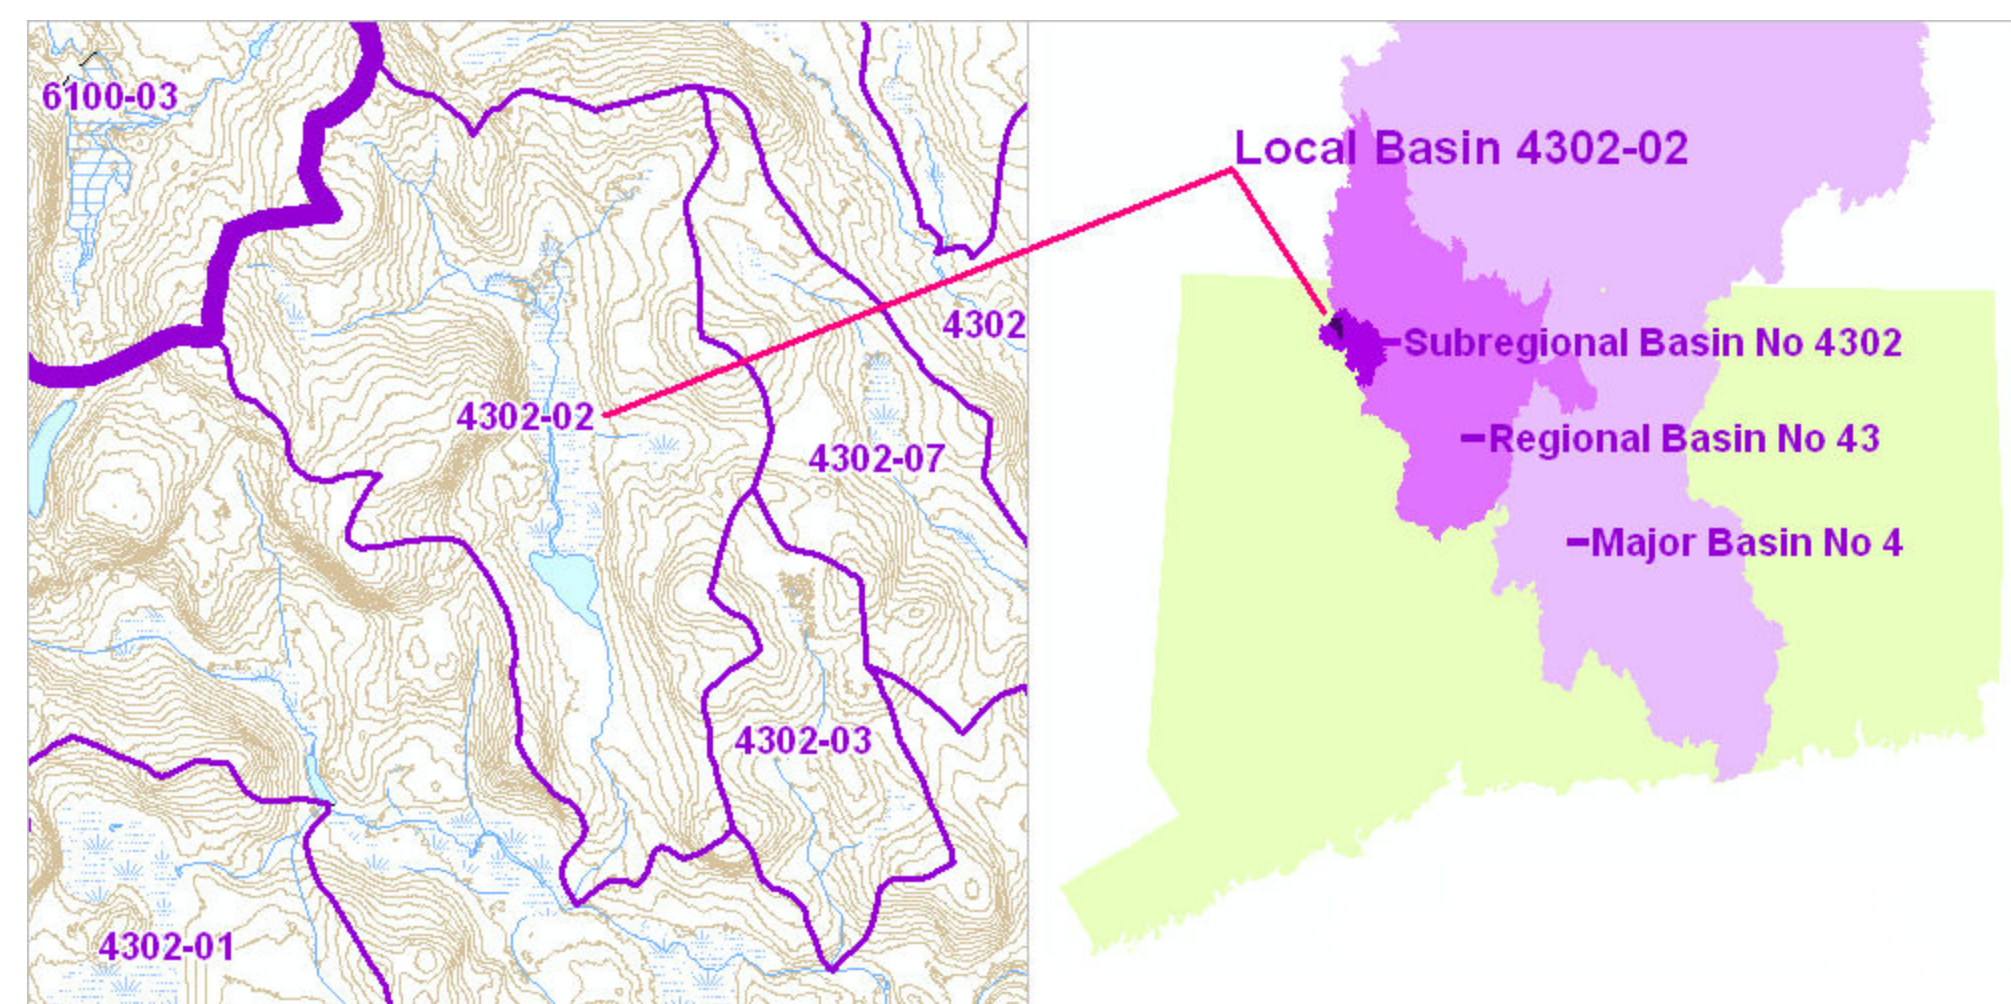 6100-03
Local Basin 4302-02
4302
Subregional Basin No 4302
4302-02
Regional Basin No 43
4302-07
Major Basin No 4
4302-03
4302-01